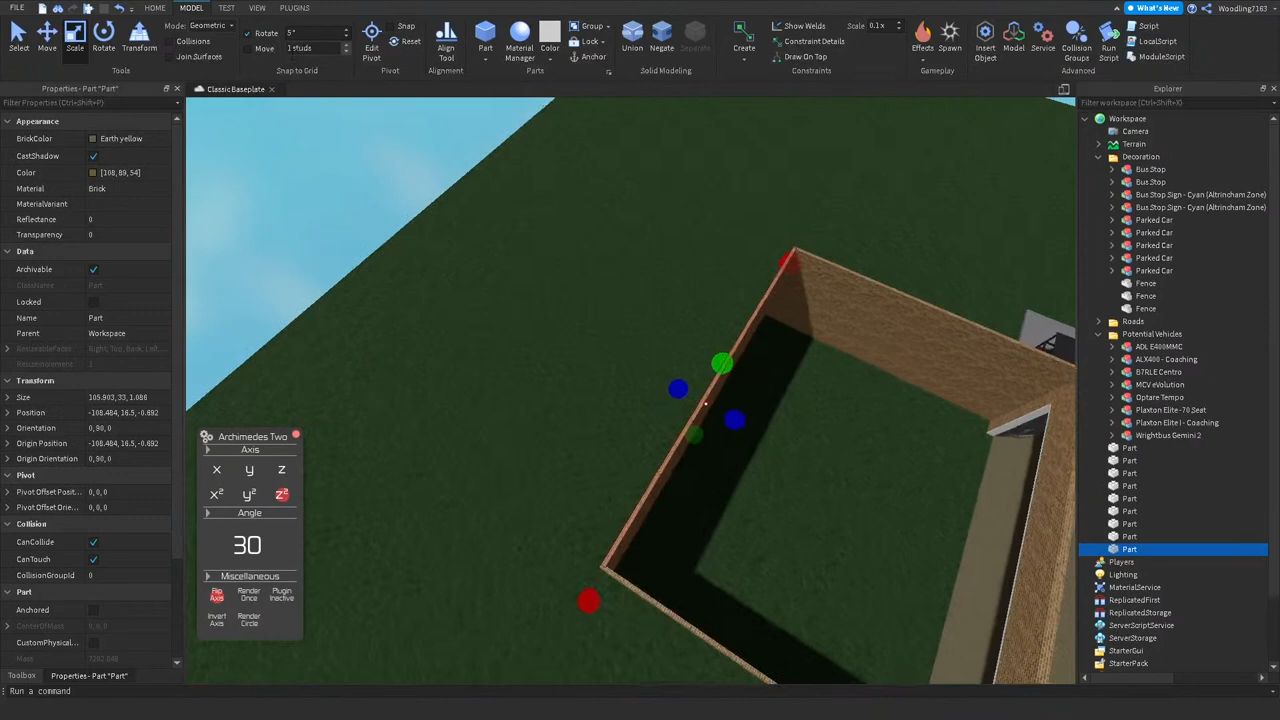 FILE
HOME MODEL TEST VIEW PLUGINS
What's New Woodling7163
Select Move Scale Rotate Transform
Mode: Geometric
Collisions
Join Surfaces
Tools
Rotate 5°
Move 1 studs
Snap to Grid
Edit Pivot
Snap
Reset
Pivot
Align Tool
Alignment
Part Material Manager Color
Group
Lock
Anchor
Parts
Union Negate Separate
Solid Modeling
Create
Show Welds Scale 0.1 x
Constraint Details
Draw On Top
Constraints
Effects Spawn
Gameplay
Insert Object Model Service Collision Groups Run Script
Script
LocalScript
ModuleScript
Advanced
Properties - Part "Part"
Filter Properties (Ctrl+Shift+P)
Appearance
BrickColor Earth yellow
CastShadow
Color [108, 89, 54]
Material Brick
MaterialVariant
Reflectance 0
Transparency 0
Data
Archivable
ClassName Part
Locked
Name Part
Parent Workspace
ResizeableFaces Right, Top, Back, Left...
ResizeIncrement 1
Transform
Size 105.903, 33, 1.086
Position -108.484, 16.5, -0.692
Orientation 0, 90, 0
Origin Position -108.484, 16.5, -0.692
Origin Orientation 0, 90, 0
Pivot
Pivot Offset Posit... 0, 0, 0
Pivot Offset Orie... 0, 0, 0
Collision
CanCollide
CanTouch
CollisionGroupId 0
Part
Anchored
CenterOfMass
CustomPhysical...
Mass
Toolbox Properties - Part "Part"
Run a command
Classic Baseplate
Archimedes Two
Axis
x y z
x² y² z²
Angle
30
Miscellaneous
Flip Axis Render Once Plugin Inactive
Invert Axis Render Circle
Explorer
Filter workspace (Ctrl+Shift+X)
Workspace
Camera
Terrain
Decoration
Bus Stop
Bus Stop
Bus Stop Sign - Cyan (Altrincham Zone)
Bus Stop Sign - Cyan (Altrincham Zone)
Parked Car
Parked Car
Parked Car
Parked Car
Parked Car
Fence
Fence
Fence
Roads
Potential Vehicles
ADL E400MMC
ALX400 - Coaching
B7RLE Centro
MCV eVolution
Optare Tempo
Plaxton Elite -70 Seat
Plaxton Elite I - Coaching
Wrightbus Gemini 2
Part
Part
Part
Part
Part
Part
Part
Part
Part
Players
Lighting
MaterialService
ReplicatedFirst
ReplicatedStorage
ServerScriptService
ServerStorage
StarterGui
StarterPack